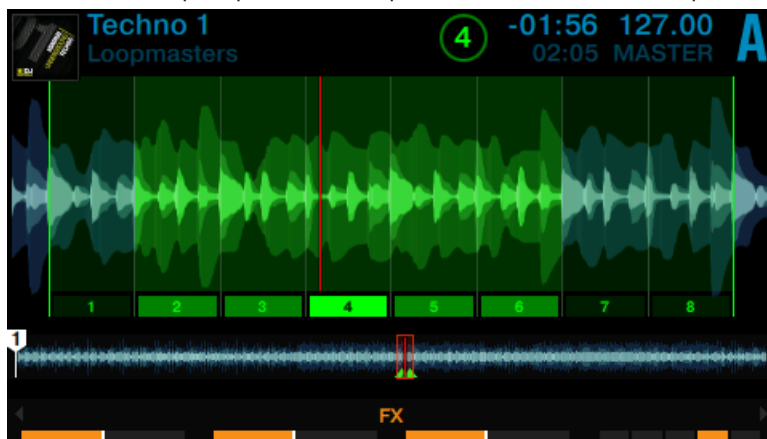 Techno 1
Loopmasters
4
-01:56 127.00
02:05 MASTER
A
1 2 3 4 5 6 7 8
1
FX